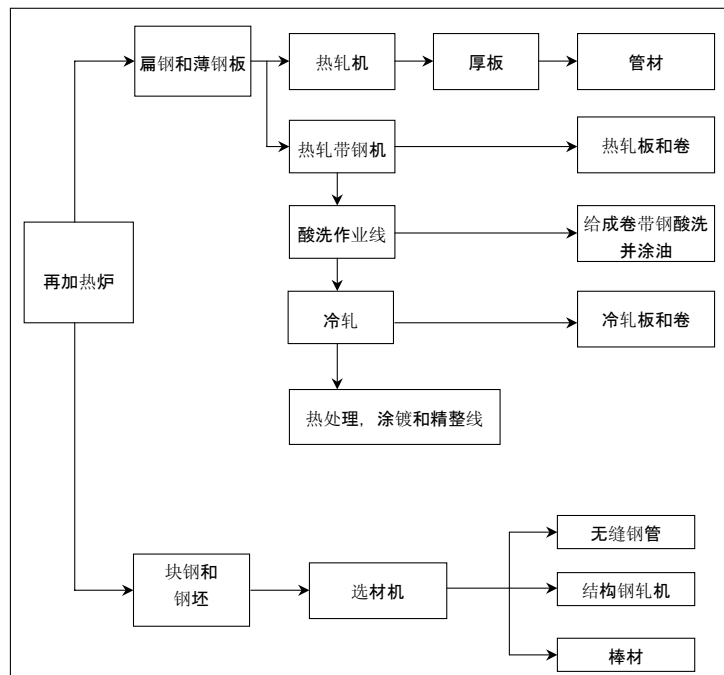 扁钢和薄钢板
热轧机
厚板
管材
热轧带钢机
热轧板和卷
酸洗作业线
给成卷带钢酸洗
并涂油
再加热炉
冷轧
冷轧板和卷
热处理，涂镀和精整线
无缝钢管
块钢和
钢坯
选材机
结构钢轧机
棒材